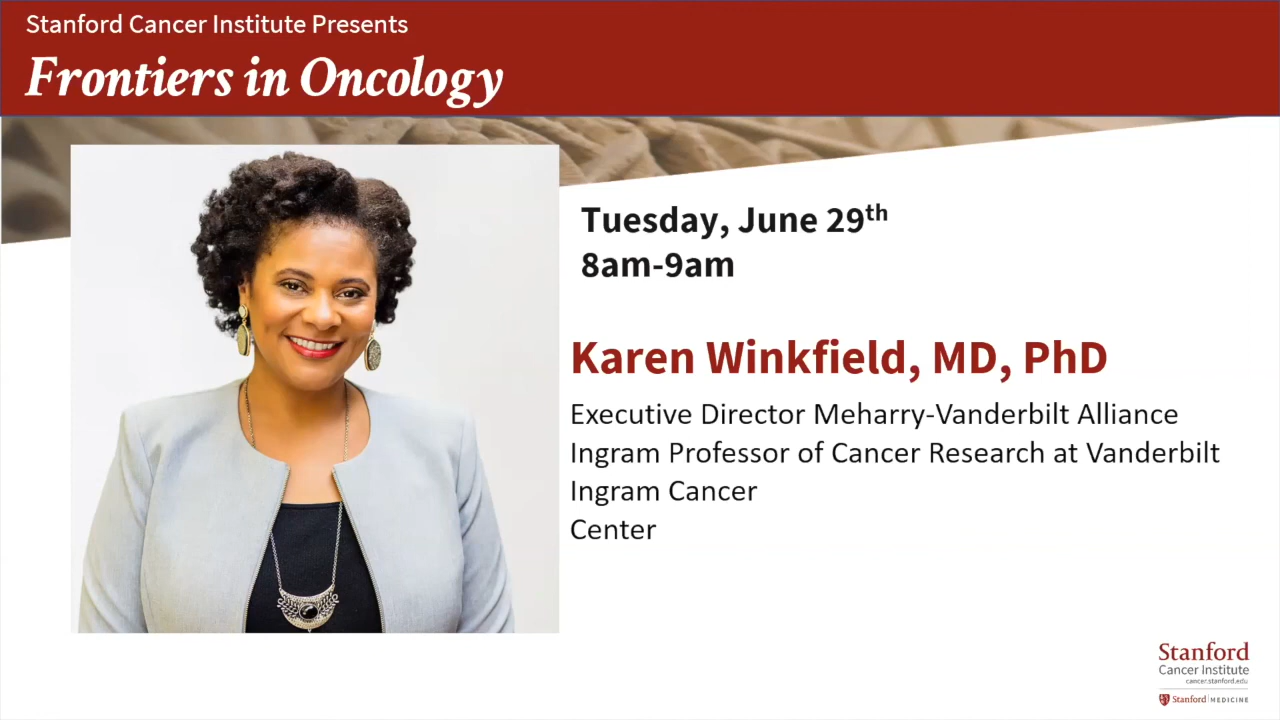 Stanford Cancer Institute Presents
Frontiers in Oncology
Tuesday, June 29th
8am-9am
Karen Winkfield, MD, PhD
Executive Director Meharry-Vanderbilt Alliance
Ingram Professor of Cancer Research at Vanderbilt
Ingram Cancer
Center
Stanford
Cancer Institute
cancer.stanford.edu
Stanford MEDICINE